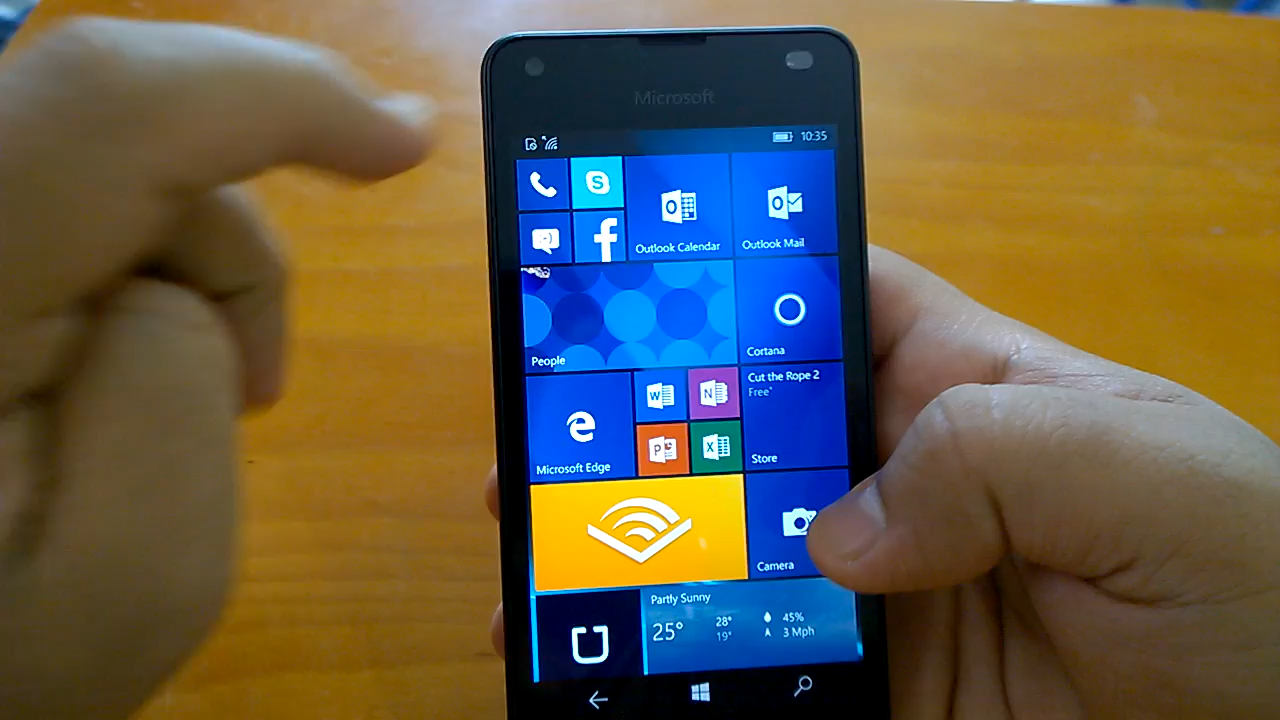 Microsoft
10:35
Outlook Calendar
Outlook Mail
People
Cortana
Cut the Rope 2
Free*
Store
Microsoft Edge
W
N
P
X
Camera
Partly Sunny
25°
28°
19°
45%
3 Mph